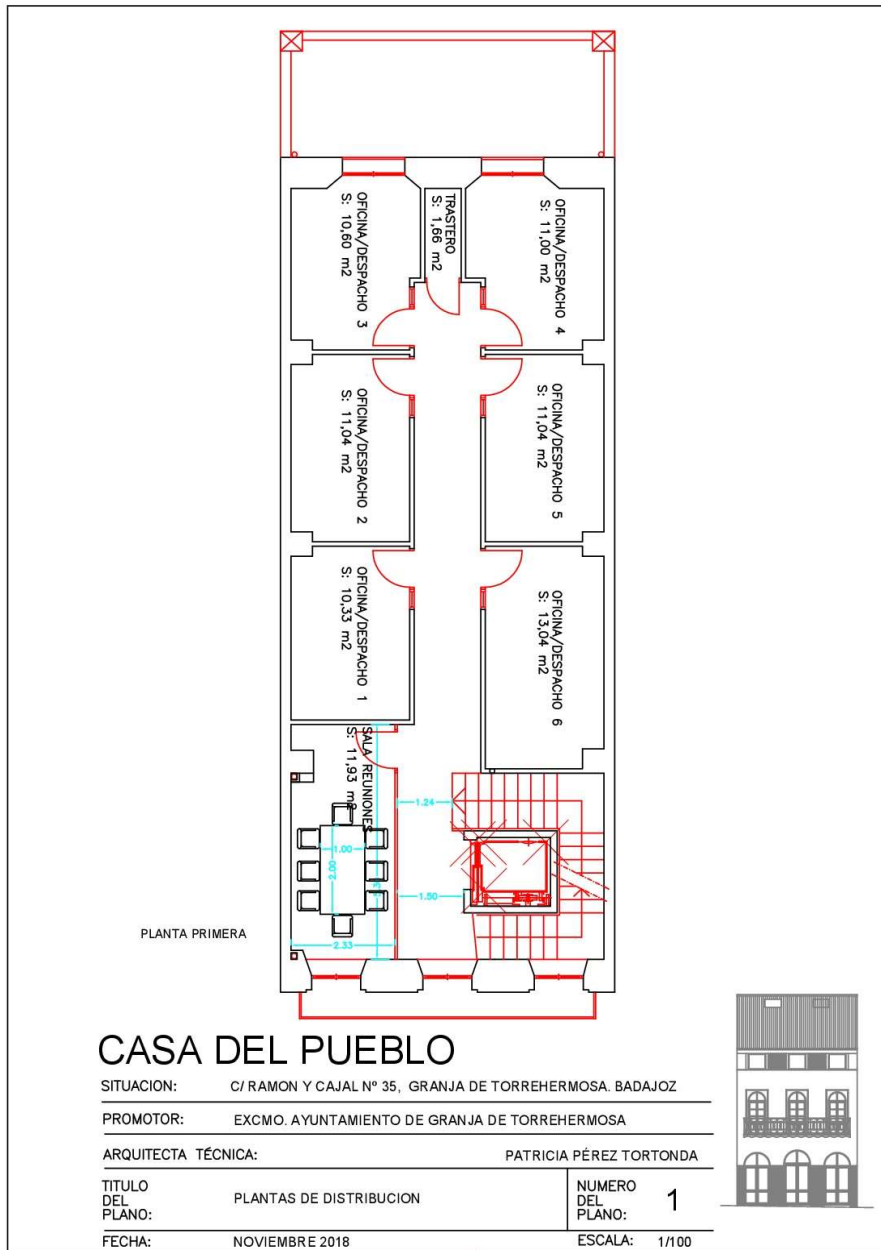 OFICINA/DESPACHO 3
S: 10,60 m2
TRASTERO
S: 1,66 m2
OFICINA/DESPACHO 4
S: 11,00 m2
OFICINA/DESPACHO 2
S: 11,04 m2
OFICINA/DESPACHO 5
S: 11,04 m2
OFICINA/DESPACHO 1
S: 10,33 m2
OFICINA/DESPACHO 6
S: 13,04 m2
SALA REUNIONES
S: 11,93 m2
1.24
1.00
2.00
1.50
2.33
PLANTA PRIMERA
CASA DEL PUEBLO
SITUACION: C/ RAMON Y CAJAL Nº 35, GRANJA DE TORREHERMOSA. BADAJOZ
PROMOTOR: EXCMO. AYUNTAMIENTO DE GRANJA DE TORREHERMOSA
ARQUITECTA TÉCNICA: PATRICIA PÉREZ TORTONDA
TITULO
DEL
PLANO:
PLANTAS DE DISTRIBUCION
NUMERO
DEL
PLANO:
1
FECHA: NOVIEMBRE 2018
ESCALA: 1/100